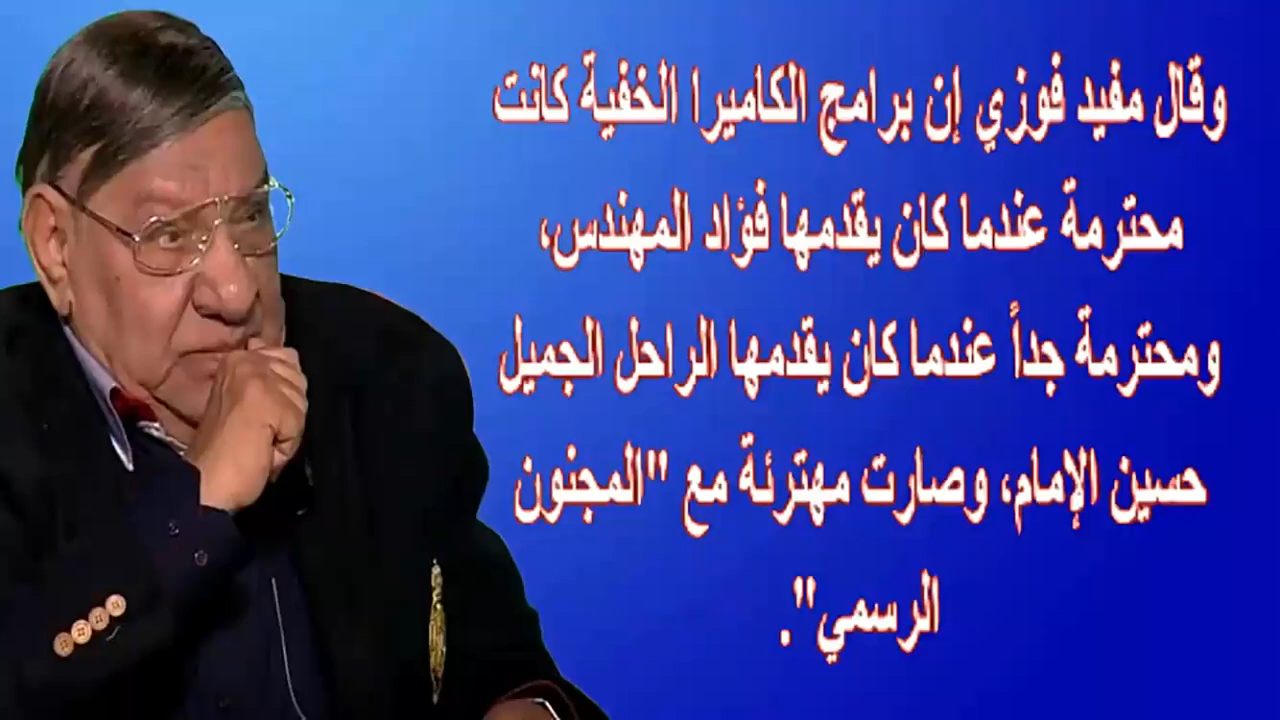 وقال مفيد فوزي إن برامج الكاميرا الخفية كانت
محترمة عندما كان يقدمها فؤاد المهندس،
ومحترمة جداً عندما كان يقدمها الراحل الجميل
حسين الإمام، وصارت مهترئة مع "المجنون
الرسمي".